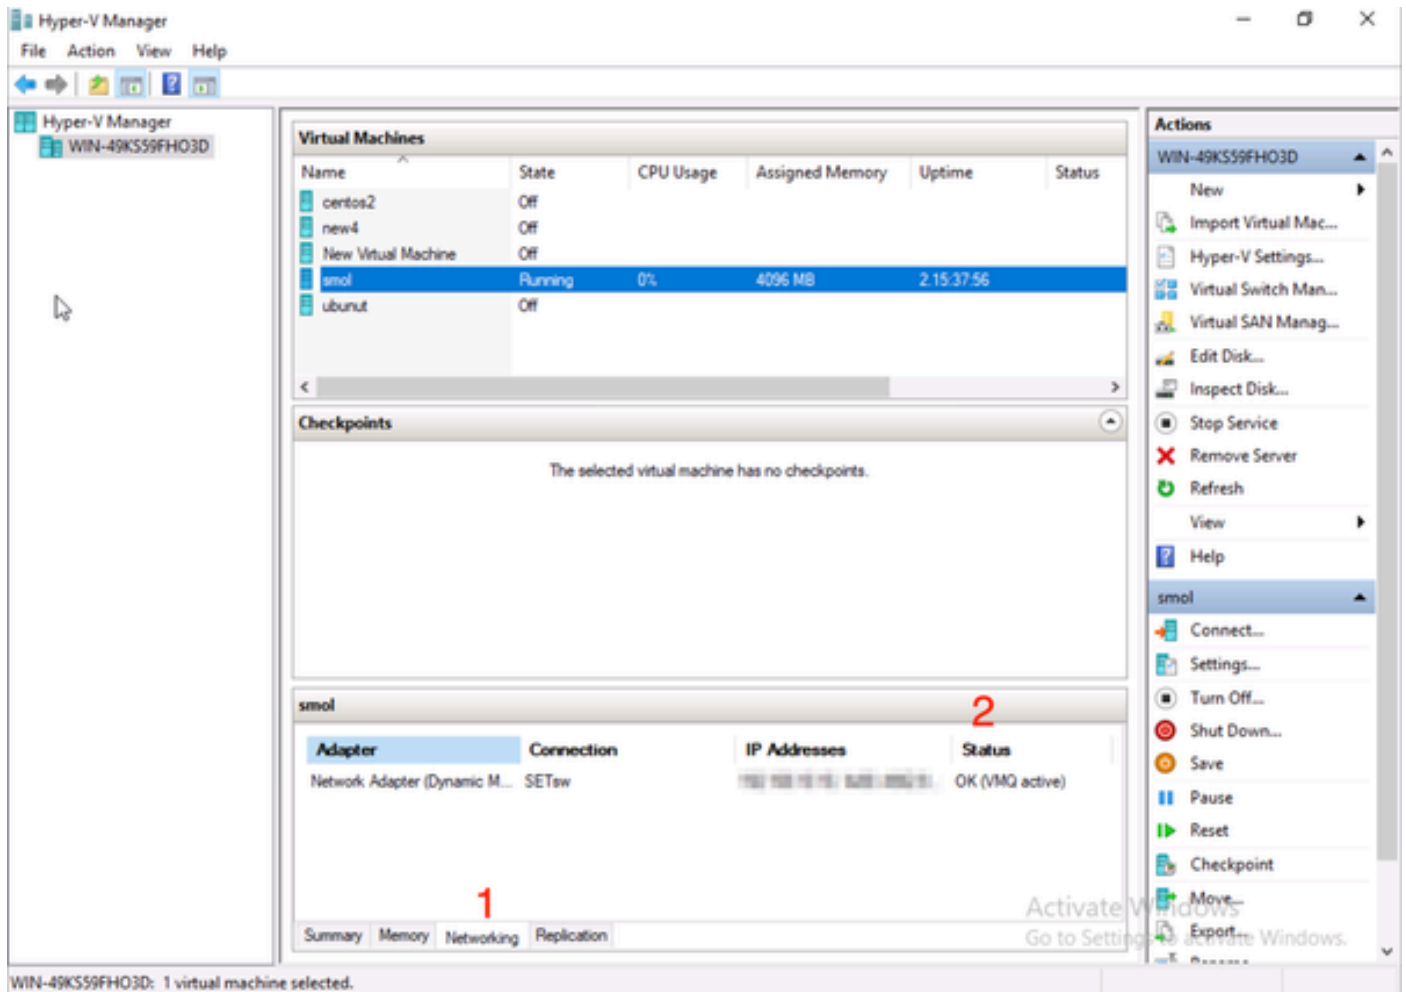 Hyper-V Manager
File Action View Help
Hyper-V Manager
WIN-49KS59FHO3D
Virtual Machines
Name State CPU Usage Assigned Memory Uptime Status
centos2 Off
new4 Off
New Virtual Machine Off
smol Running 0% 4096 MB 2.15:37:56
ubunut Off
Checkpoints
The selected virtual machine has no checkpoints.
smol
2
Adapter Connection IP Addresses Status
Network Adapter (Dynamic M... SETsw OK (VMQ active)
1
Summary Memory Networking Replication
Actions
WIN-49KS59FHO3D
New
Import Virtual Mac...
Hyper-V Settings...
Virtual Switch Man...
Virtual SAN Manag...
Edit Disk...
Inspect Disk...
Stop Service
Remove Server
Refresh
View
Help
smol
Connect...
Settings...
Turn Off...
Shut Down...
Save
Pause
Reset
Checkpoint
Move...
Export...
Activate Windows
Go to Settings to activate Windows.
WIN-49KS59FHO3D: 1 virtual machine selected.